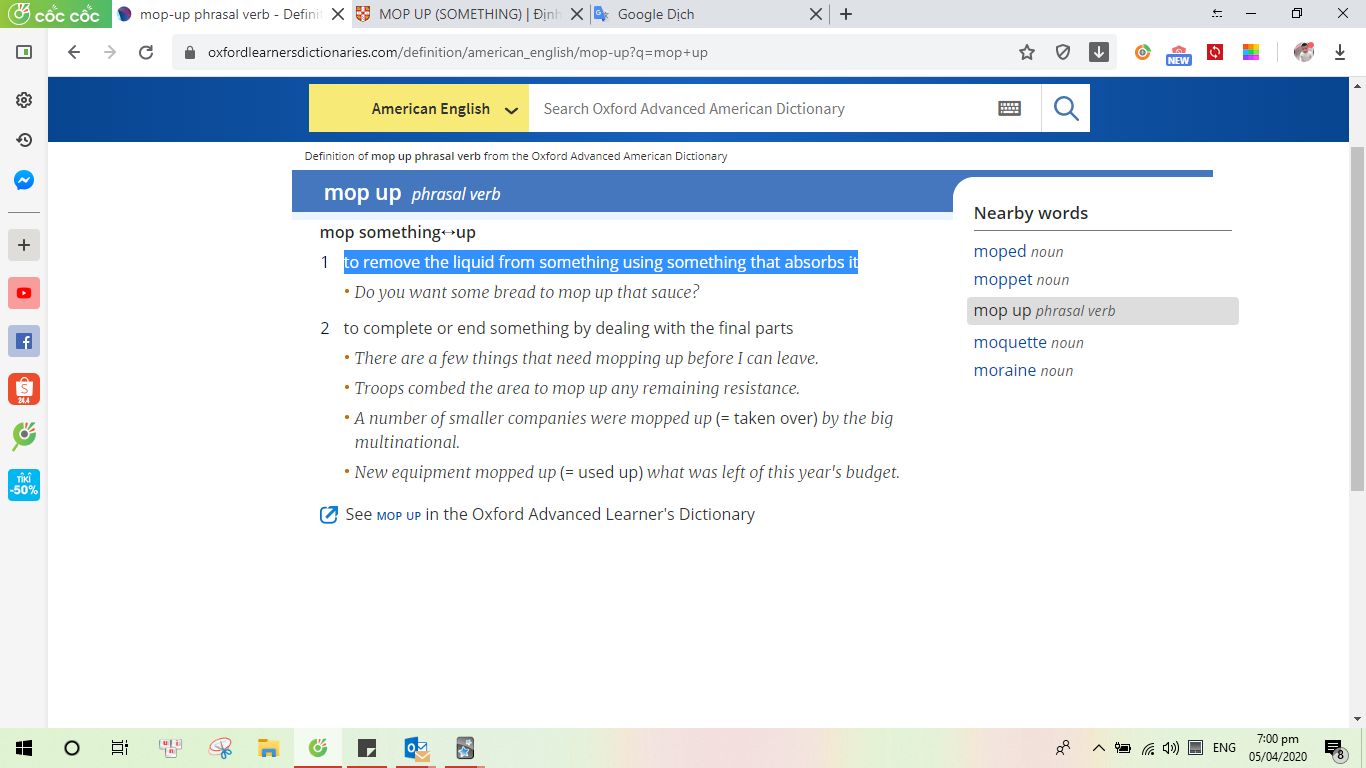 cốc cốc
mop-up phrasal verb - Defini
MOP UP (SOMETHING) | Định
Google Dịch
oxfordlearnersdictionaries.com/definition/american_english/mop-up?q=mop+up
NEW
American English
Search Oxford Advanced American Dictionary
Definition of mop up phrasal verb from the Oxford Advanced American Dictionary
mop up phrasal verb
mop something↔up
1 to remove the liquid from something using something that absorbs it
• Do you want some bread to mop up that sauce?
2 to complete or end something by dealing with the final parts
• There are a few things that need mopping up before I can leave.
• Troops combed the area to mop up any remaining resistance.
• A number of smaller companies were mopped up (= taken over) by the big
multinational.
• New equipment mopped up (= used up) what was left of this year's budget.
See MOP UP in the Oxford Advanced Learner's Dictionary
Nearby words
moped noun
moppet noun
mop up phrasal verb
moquette noun
moraine noun
24.4
TIKI
-50%
ENG
7:00 pm
05/04/2020
8